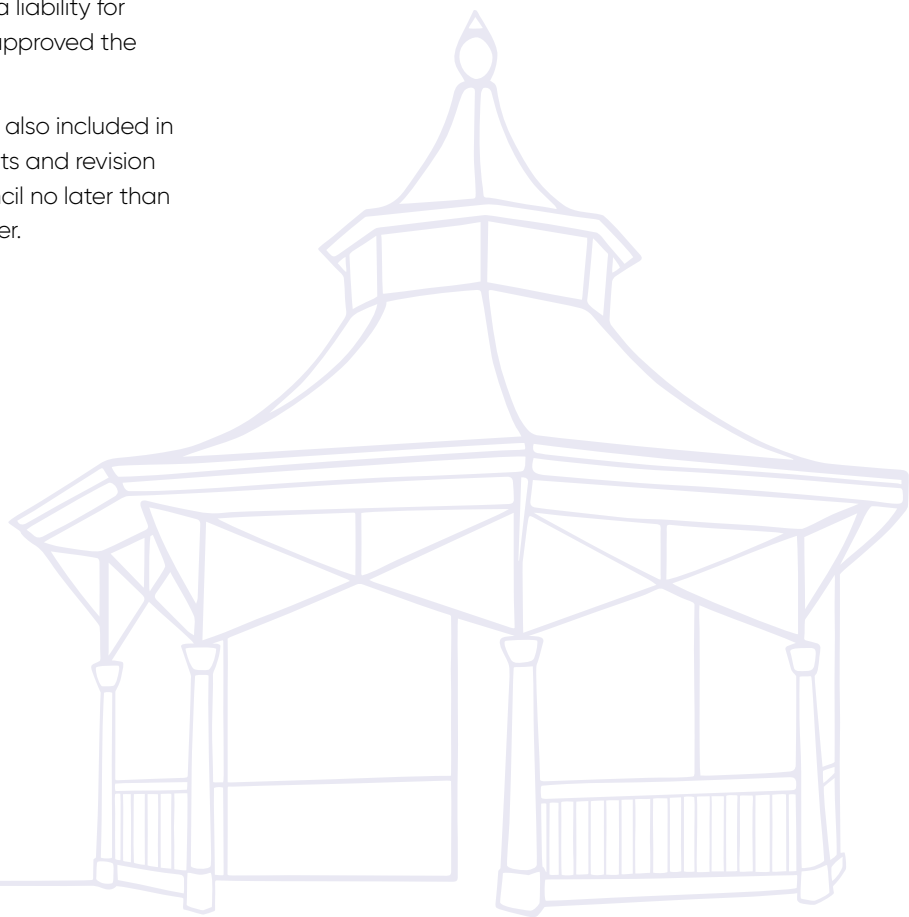 a liability for
approved the
also included in
ts and revision
cil no later than
er.